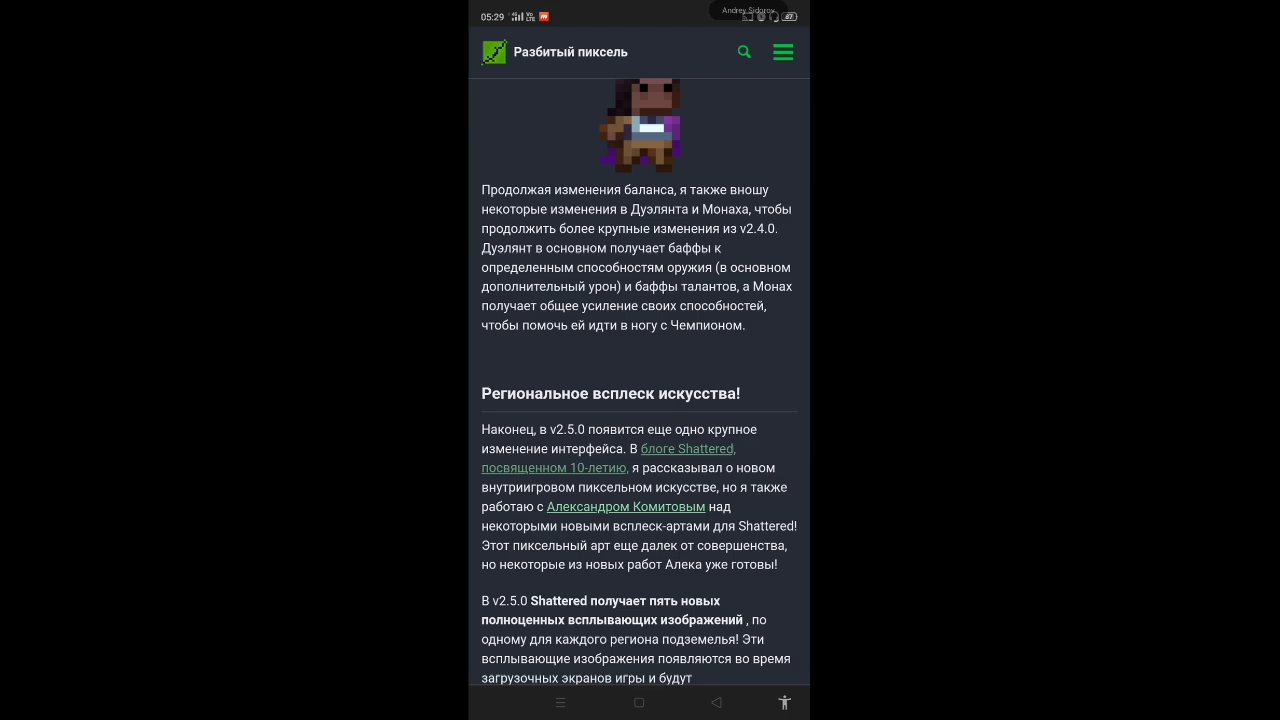 Andrey Sidorov
05:29 4G Vo LTE 67
Разбитый пиксель
Продолжая изменения баланса, я также вношу
некоторые изменения в Дуэлянта и Монаха, чтобы
продолжить более крупные изменения из v2.4.0.
Дуэлянт в основном получает баффы к
определенным способностям оружия (в основном
дополнительный урон) и баффы талантов, а Монах
получает общее усиление своих способностей,
чтобы помочь ей идти в ногу с Чемпионом.
Региональное всплеск искусства!
Наконец, в v2.5.0 появится еще одно крупное
изменение интерфейса. В блоге Shattered,
посвященном 10-летию, я рассказывал о новом
внутриигровом пиксельном искусстве, но я также
работаю с Александром Комитовым над
некоторыми новыми всплеск-артами для Shattered!
Этот пиксельный арт еще далек от совершенства,
но некоторые из новых работ Алека уже готовы!
В v2.5.0 Shattered получает пять новых
полноценных всплывающих изображений , по
одному для каждого региона подземелья! Эти
всплывающие изображения появляются во время
загрузочных экранов игры и будут